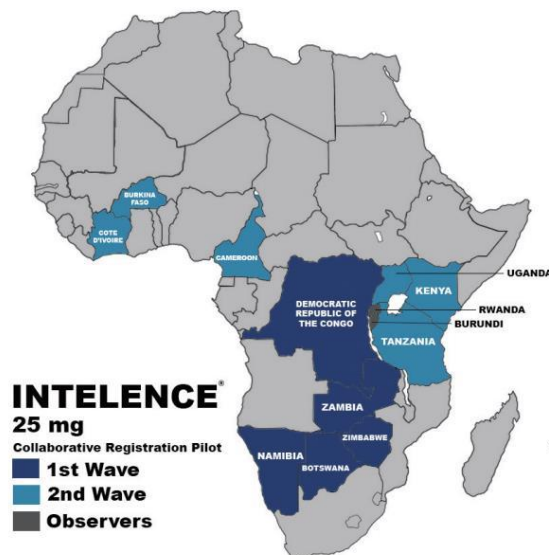 BURKINA
FASO
COTE
D'IVOIRE
CAMEROON
UGANDA
KENYA
DEMOCRATIC
REPUBLIC OF
THE CONGO
RWANDA
BURUNDI
TANZANIA
ZAMBIA
ZIMBABWE
NAMIBIA
BOTSWANA
INTELENCE®
25 mg
Collaborative Registration Pilot
1st Wave
2nd Wave
Observers